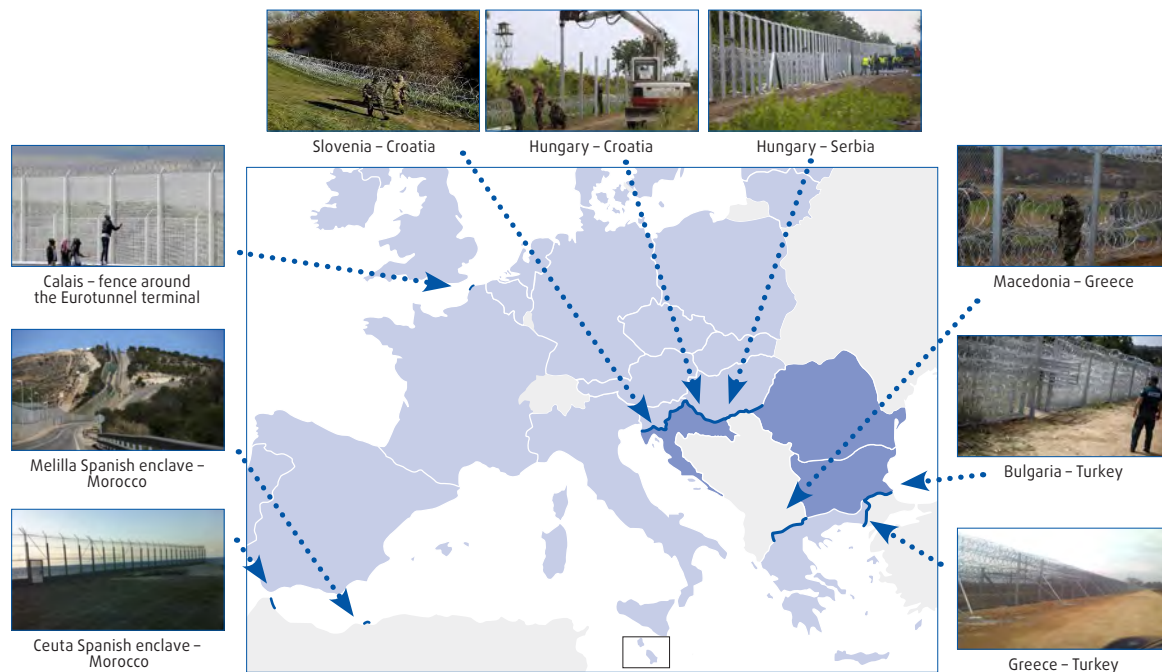 Slovenia – Croatia
Hungary – Croatia
Hungary – Serbia
Calais – fence around
the Eurotunnel terminal
Macedonia – Greece
Melilla Spanish enclave –
Morocco
Bulgaria – Turkey
Ceuta Spanish enclave –
Morocco
Greece – Turkey